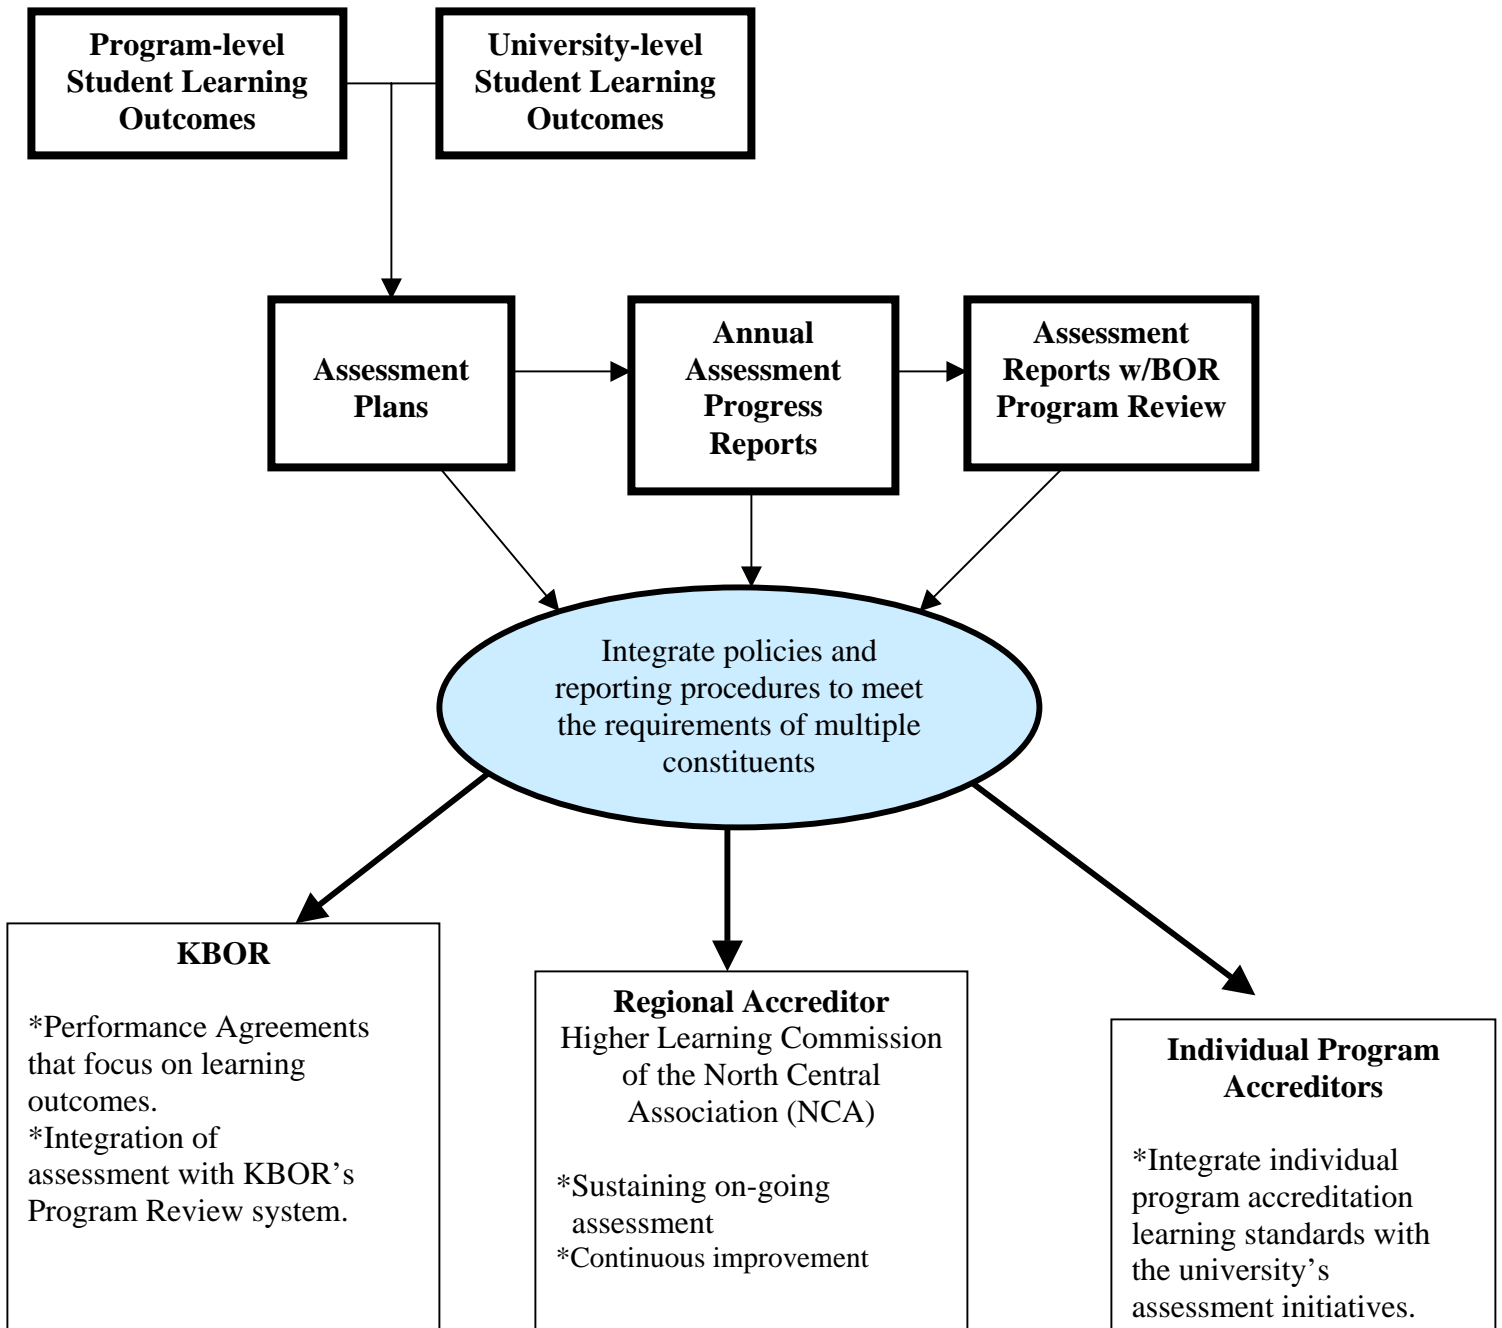 Program-level
Student Learning
Outcomes
University-level
Student Learning
Outcomes
Assessment
Plans
Annual
Assessment
Progress
Reports
Assessment
Reports w/BOR
Program Review
Integrate policies and
reporting procedures to meet
the requirements of multiple
constituents
KBOR
*Performance Agreements
that focus on learning
outcomes.
*Integration of
assessment with KBOR’s
Program Review system.
Regional Accreditor
Higher Learning Commission
of the North Central
Association (NCA)
*Sustaining on-going
assessment
*Continuous improvement
Individual Program
Accreditors
*Integrate individual
program accreditation
learning standards with
the university’s
assessment initiatives.